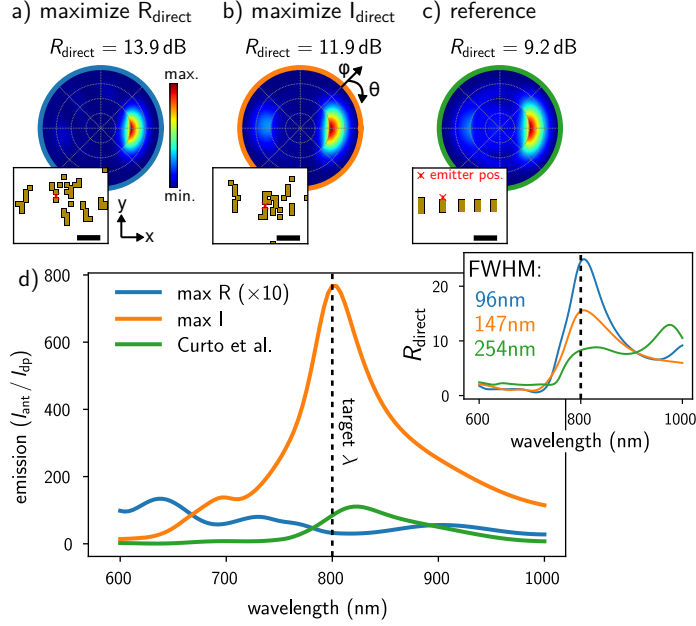 a) maximize R_direct
b) maximize I_direct
c) reference
R_direct = 13.9 dB
R_direct = 11.9 dB
R_direct = 9.2 dB
max.
min.
φ
θ
y
x
× emitter pos.
d)
800
600
400
200
0
emission (I_ant / I_dp)
max R (×10)
max I
Curto et al.
target λ
600
700
800
900
1000
wavelength (nm)
FWHM:
96nm
147nm
254nm
20
10
0
R_direct
600
800
1000
wavelength (nm)